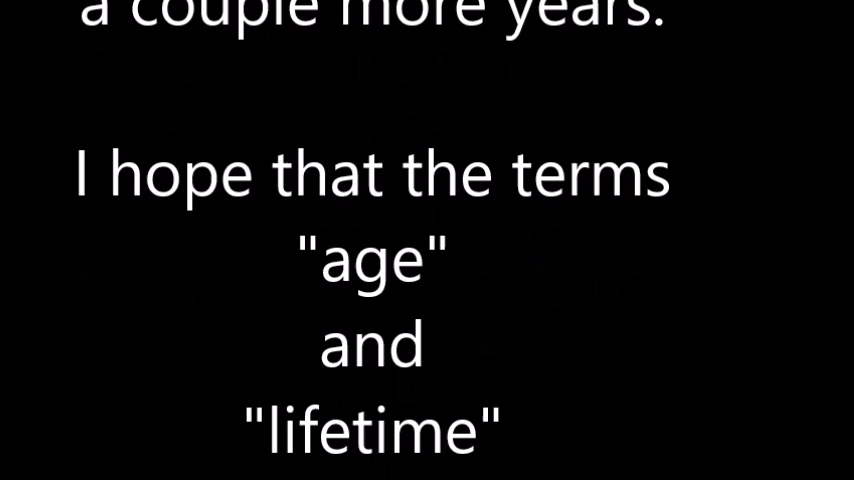 a couple more years.
I hope that the terms
"age"
and
"lifetime"